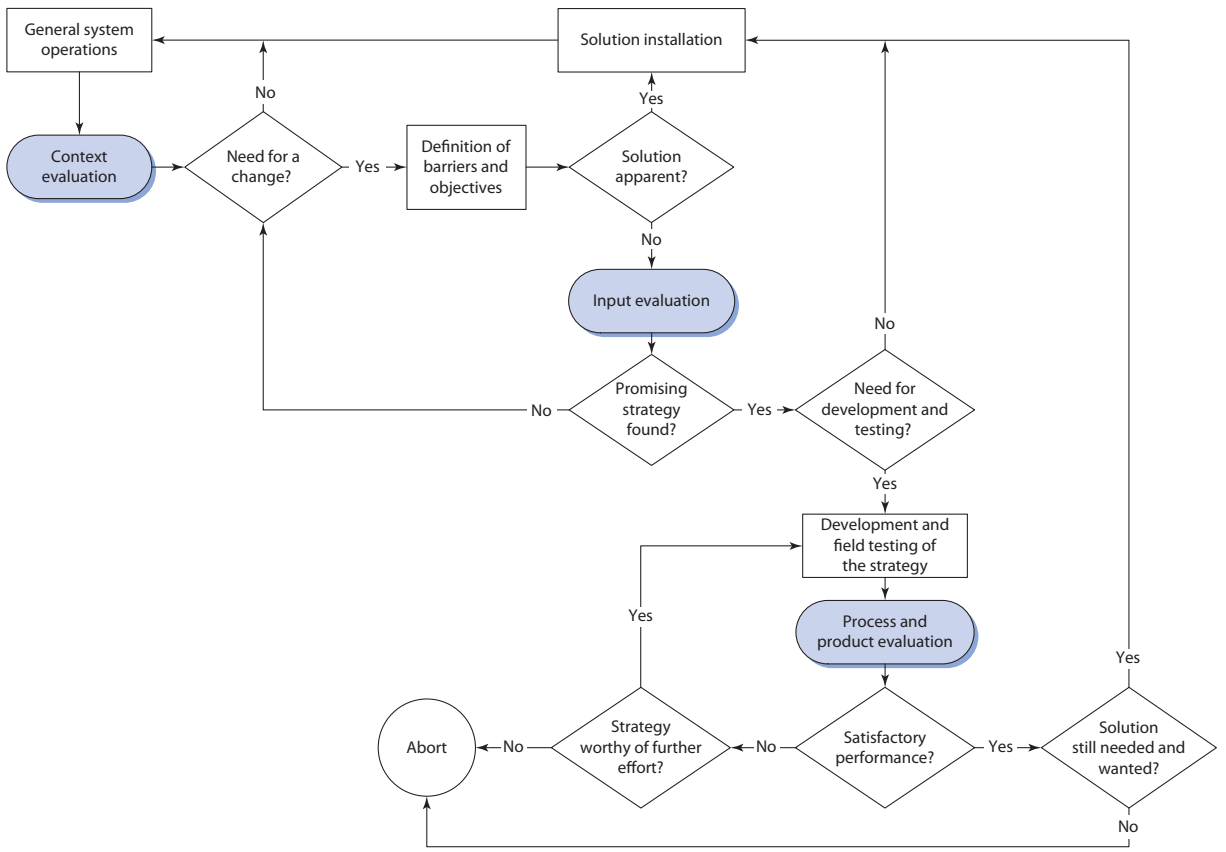 General system
operations
Solution installation
No
Yes
Context
evaluation
Need for a
change?
Yes
Definition of
barriers and
objectives
Solution
apparent?
No
Input evaluation
No
Promising
strategy
found?
No
Yes
Need for
development and
testing?
Yes
Development and
field testing of
the strategy
Yes
Process and
product evaluation
Yes
Abort
No
Strategy
worthy of further
effort?
No
Satisfactory
performance?
Yes
Solution
still needed and
wanted?
No